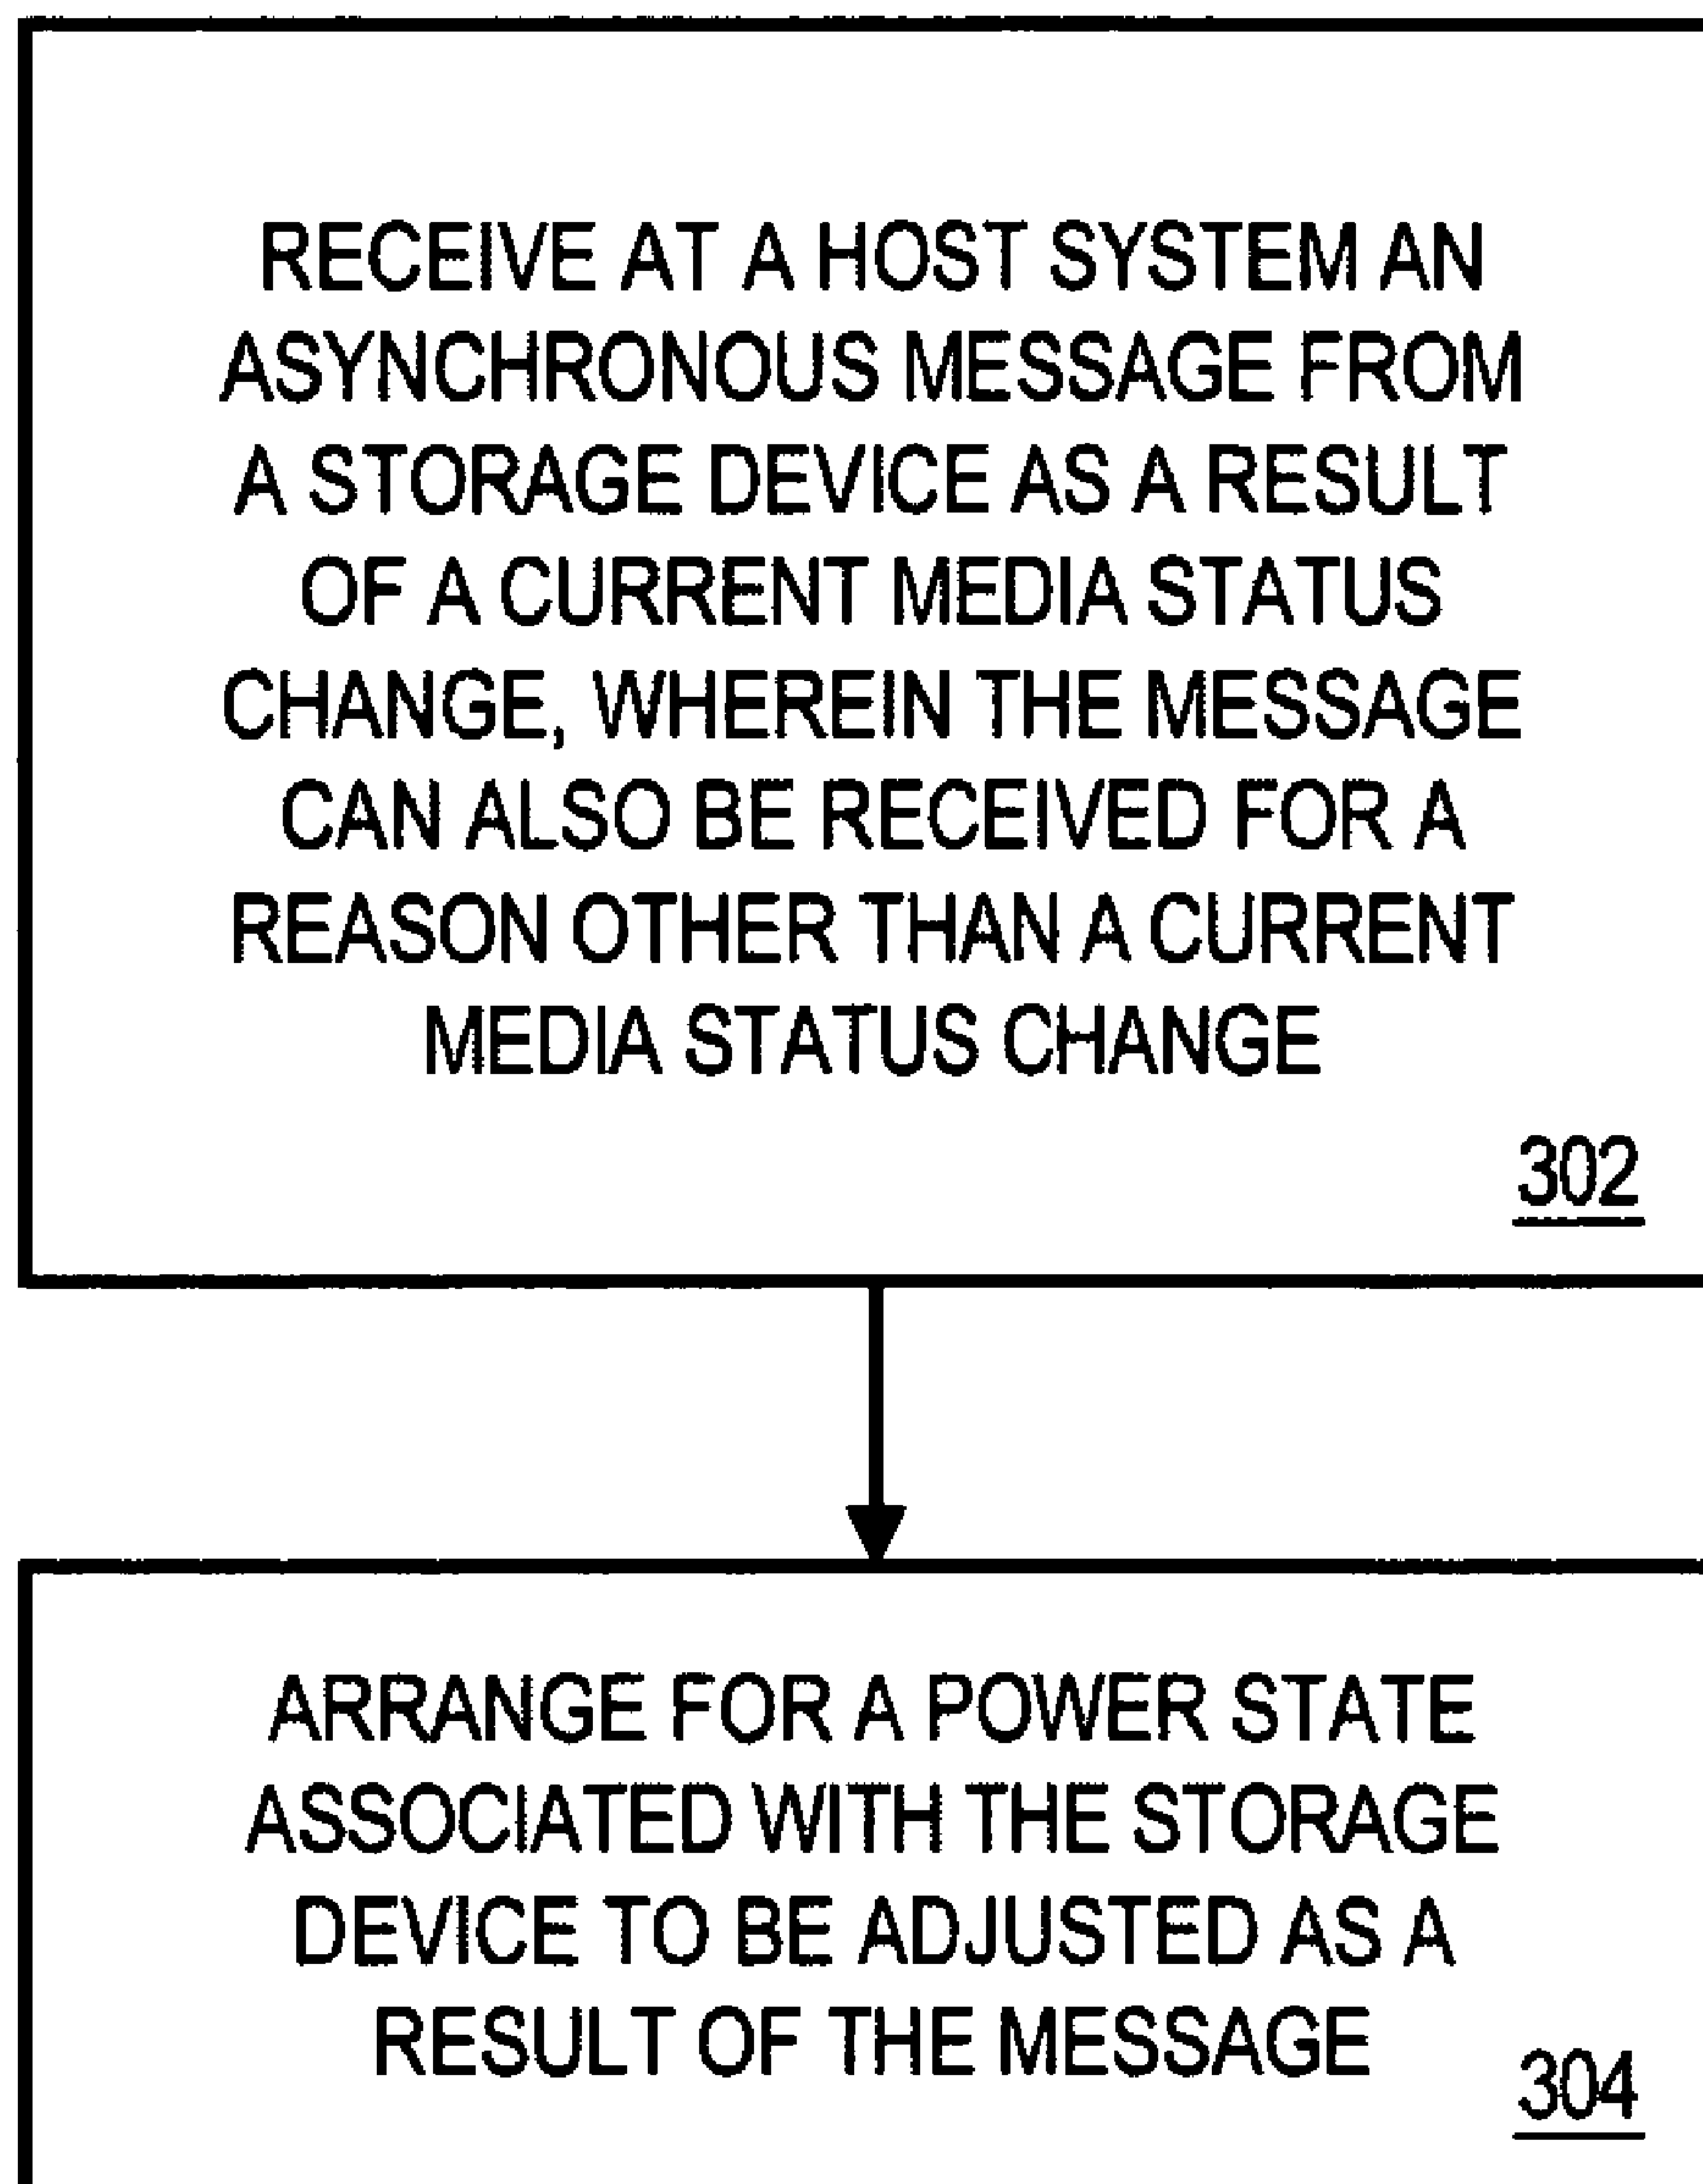 RECEIVE AT A HOST SYSTEM AN
ASYNCHRONOUS MESSAGE FROM
A STORAGE DEVICE AS A RESULT
OF A CURRENT MEDIA STATUS
CHANGE, WHEREIN THE MESSAGE
CAN ALSO BE RECEIVED FOR A
REASON OTHER THAN A CURRENT
MEDIA STATUS CHANGE
302
ARRANGE FOR A POWER STATE
ASSOCIATED WITH THE STORAGE
DEVICE TO BE ADJUSTED AS A
RESULT OF THE MESSAGE
304